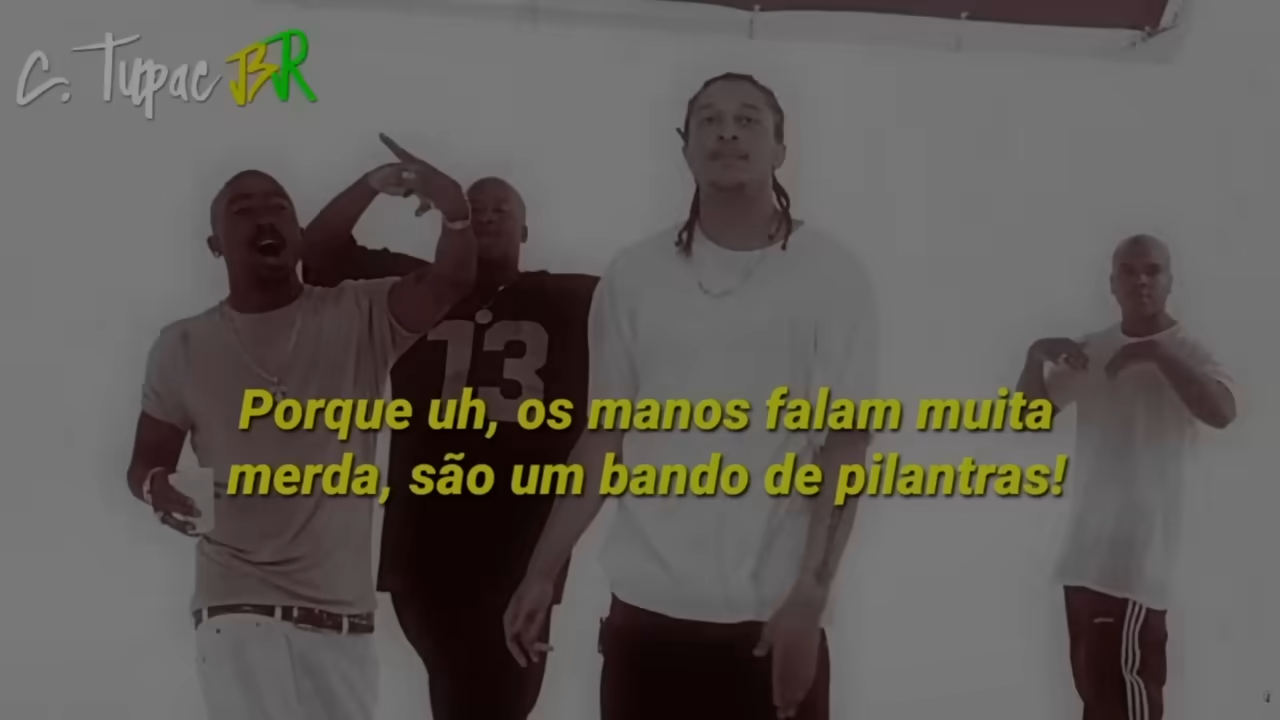 C. Tupac BR
Porque uh, os manos falam muita
merda, são um bando de pilantras!
13